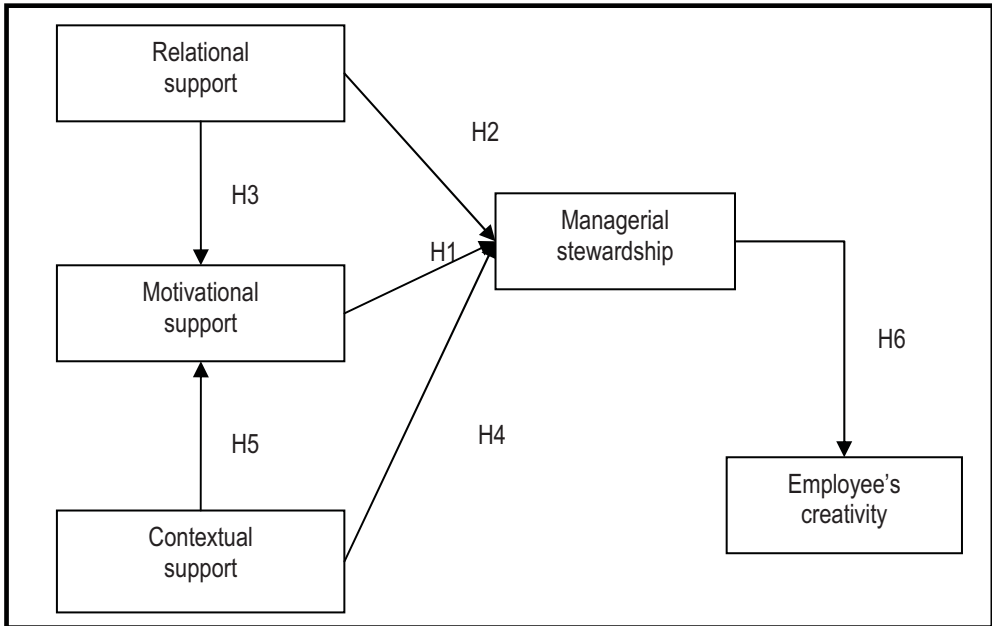 Relational
support
H2
H3
Managerial
stewardship
H1
Motivational
support
H6
H5
H4
Employee's
creativity
Contextual
support